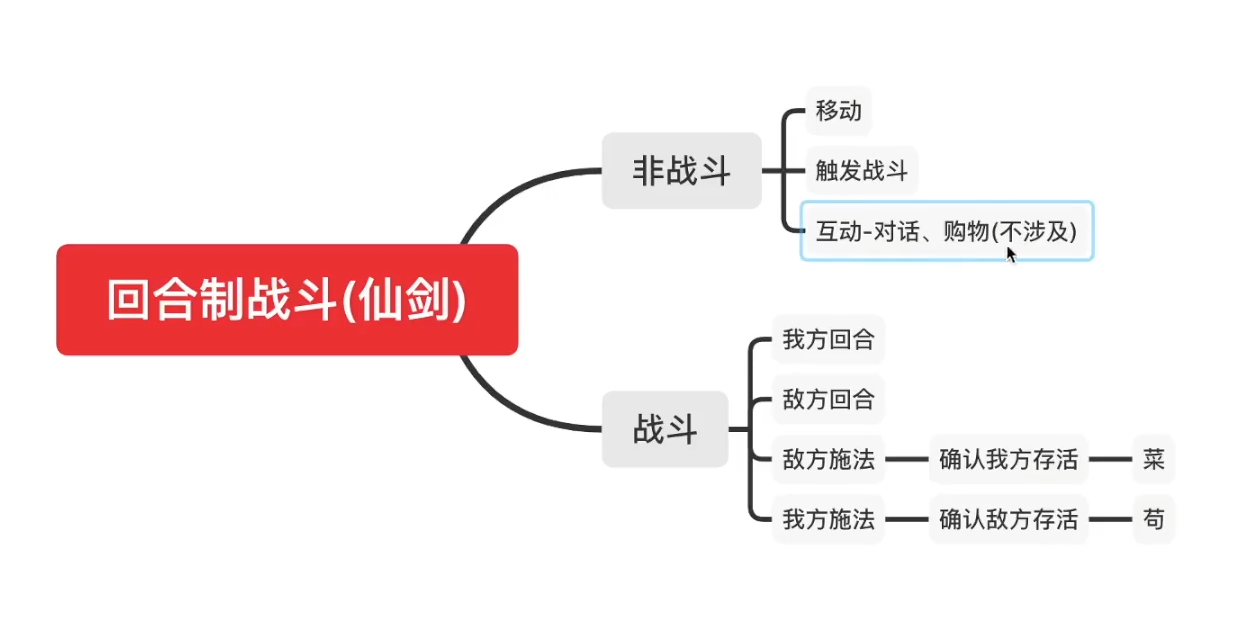 回合制战斗(仙剑)
非战斗
移动
触发战斗
互动-对话、购物(不涉及)
战斗
我方回合
敌方回合
敌方施法
确认我方存活
菜
我方施法
确认敌方存活
苟